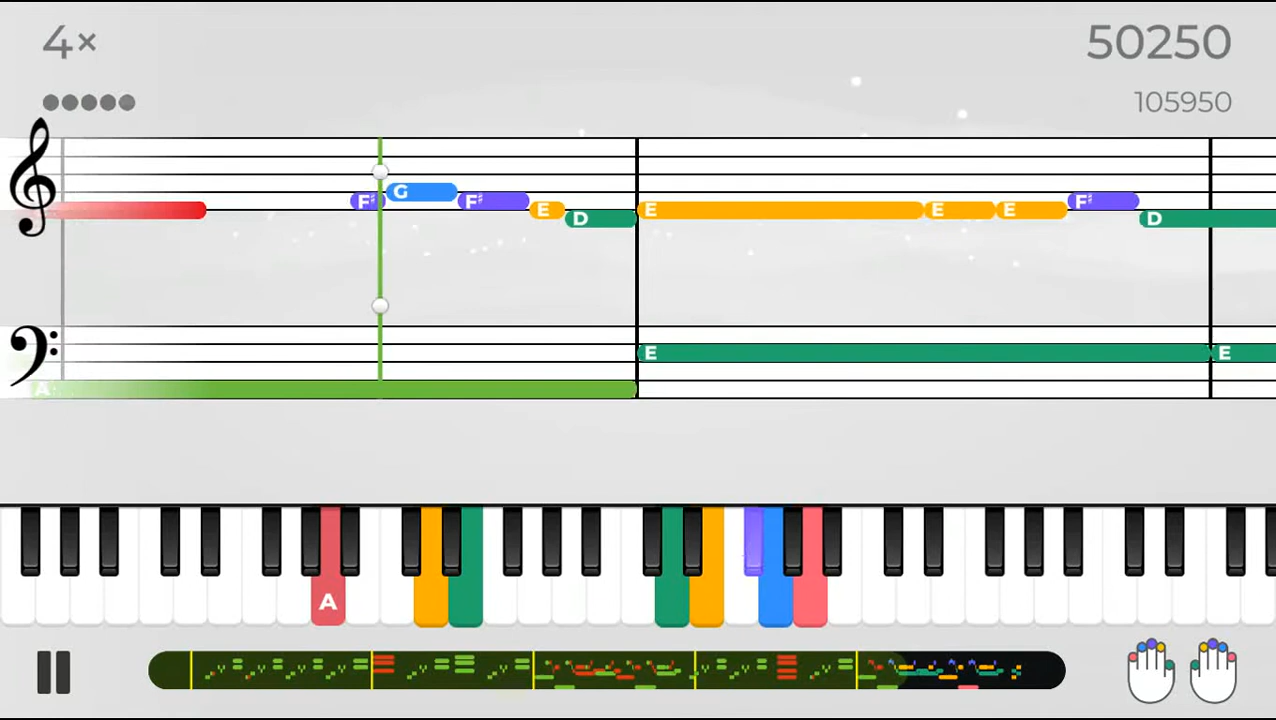 4×
50250
105950
F♯ G F♯ E D E E E F♯ D
E E
A
A